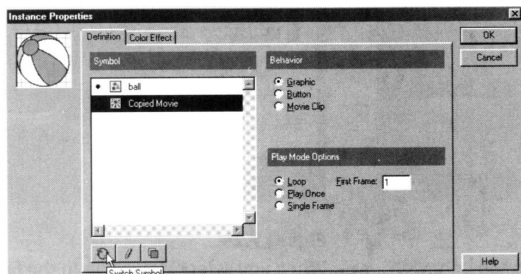 Instance Properties
Definition
Color Effect
OK
Cancel
Symbol
ball
Copied Movie
Behavior
Graphic
Button
Movie Clip
Play Mode Options
Loop
First Frame: 1
Play Once
Single Frame
Switch Symbol
Help